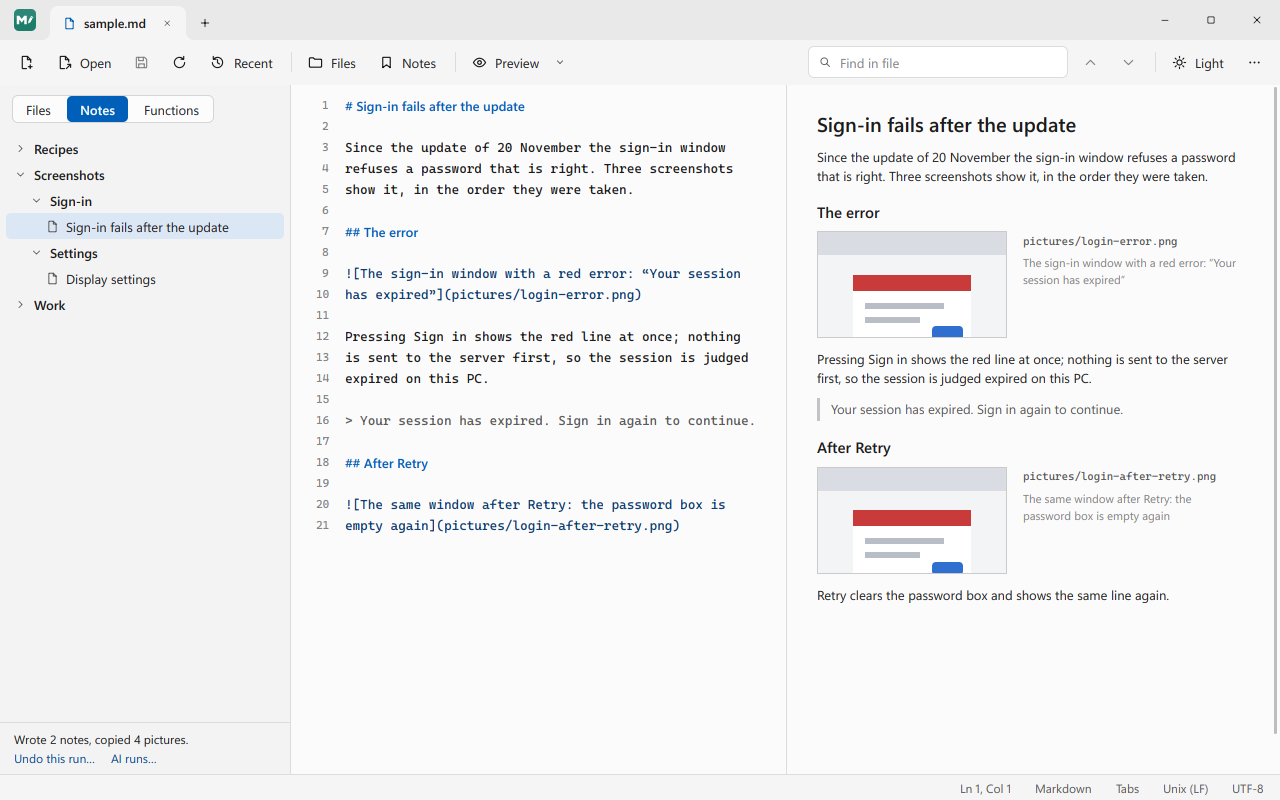 M
sample.md
Open
Recent
Files
Notes
Preview
Find in file
Light
Files
Notes
Functions
Recipes
Screenshots
Sign-in
Sign-in fails after the update
Settings
Display settings
Work
Wrote 2 notes, copied 4 pictures.
Undo this run...
AI runs...
1 # Sign-in fails after the update
2
3 Since the update of 20 November the sign-in window
4 refuses a password that is right. Three screenshots
5 show it, in the order they were taken.
6
7 ## The error
8
9 ![The sign-in window with a red error: “Your session
10 has expired”](pictures/login-error.png)
11
12 Pressing Sign in shows the red line at once; nothing
13 is sent to the server first, so the session is judged
14 expired on this PC.
15
16 > Your session has expired. Sign in again to continue.
17
18 ## After Retry
19
20 ![The same window after Retry: the password box is
21 empty again](pictures/login-after-retry.png)
Sign-in fails after the update
Since the update of 20 November the sign-in window refuses a password
that is right. Three screenshots show it, in the order they were taken.
The error
pictures/login-error.png
The sign-in window with a red error: “Your
session has expired”
Pressing Sign in shows the red line at once; nothing is sent to the server
first, so the session is judged expired on this PC.
Your session has expired. Sign in again to continue.
After Retry
pictures/login-after-retry.png
The same window after Retry: the
password box is empty again
Retry clears the password box and shows the same line again.
Ln 1, Col 1
Markdown
Tabs
Unix (LF)
UTF-8